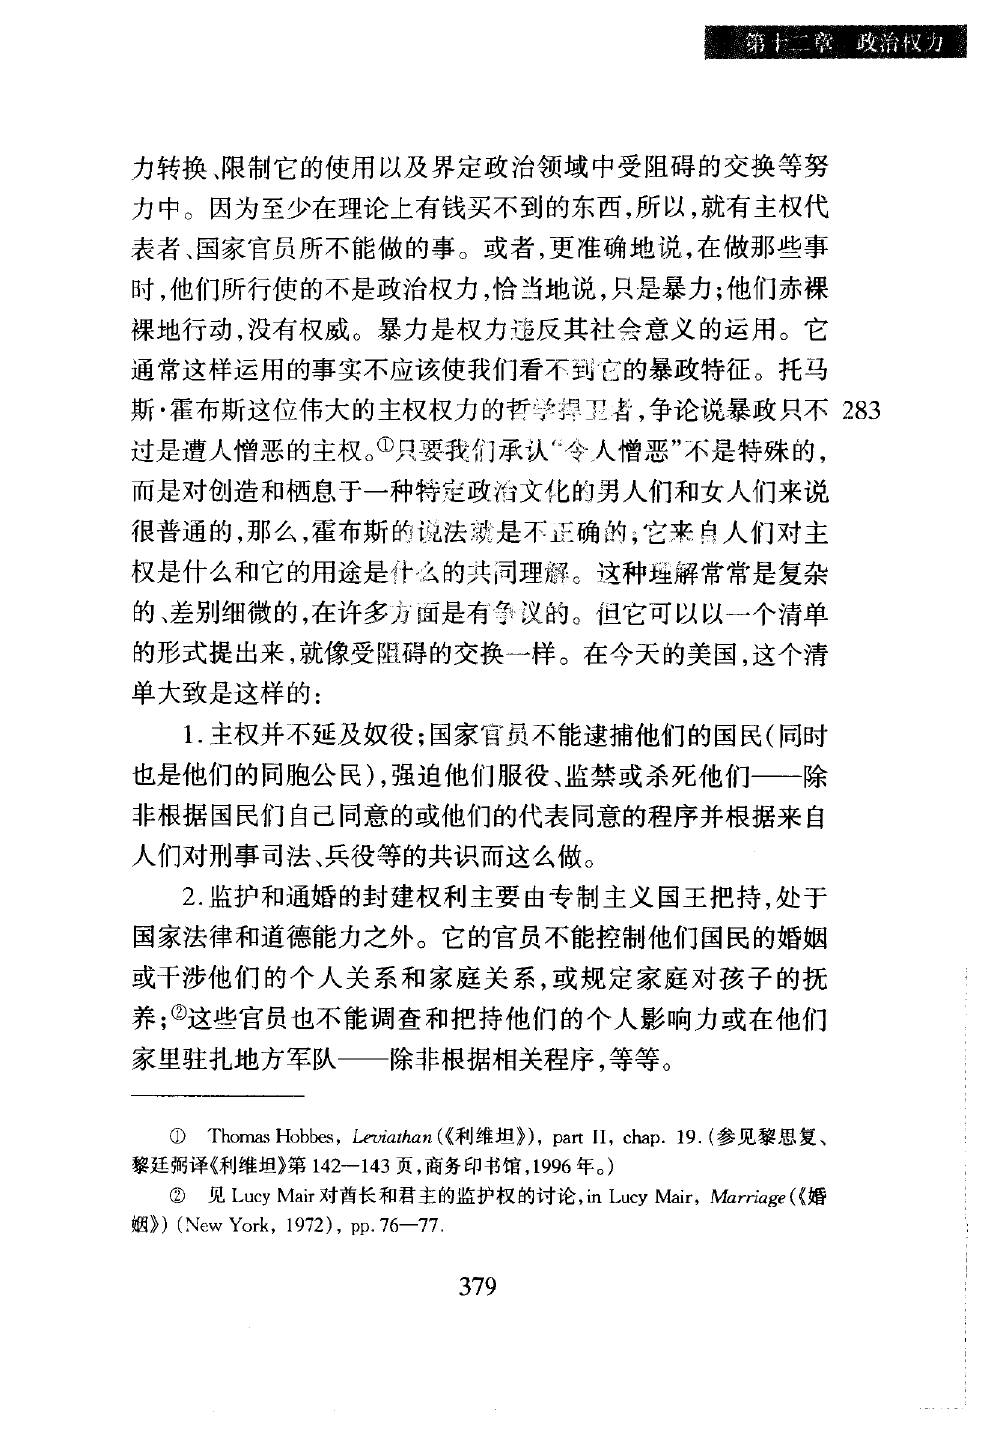 第十二章 政治权力
力转换、限制它的使用以及界定政治领域中受阻碍的交换等努
力中。因为至少在理论上有钱买不到的东西,所以,就有主权代
表者、国家官员所不能做的事。或者,更准确地说,在做那些事
时,他们所行使的不是政治权力,恰当地说,只是暴力;他们赤裸
裸地行动,没有权威。暴力是权力违反其社会意义的运用。它
通常这样运用的事实不应该使我们看不到它的暴政特征。托马
斯·霍布斯这位伟大的主权权力的哲学捍卫者,争论说暴政只不 283
过是遭人憎恶的主权。①只要我们承认“令人憎恶”不是特殊的,
而是对创造和栖息于一种特定政治文化的男人们和女人们来说
很普通的,那么,霍布斯的说法就是不正确的;它来自人们对主
权是什么和它的用途是什么的共同理解。这种理解常常是复杂
的、差别细微的,在许多方面是有争议的。但它可以以一个清单
的形式提出来,就像受阻碍的交换一样。在今天的美国,这个清
单大致是这样的:
1.主权并不延及奴役;国家官员不能逮捕他们的国民(同时
也是他们的同胞公民),强迫他们服役、监禁或杀死他们——除
非根据国民们自己同意的或他们的代表同意的程序并根据来自
人们对刑事司法、兵役等的共识而这么做。
2.监护和通婚的封建权利主要由专制主义国王把持,处于
国家法律和道德能力之外。它的官员不能控制他们国民的婚姻
或干涉他们的个人关系和家庭关系,或规定家庭对孩子的抚
养;②这些官员也不能调查和把持他们的个人影响力或在他们
家里驻扎地方军队——除非根据相关程序,等等。
① Thomas Hobbes, Leviathan(《利维坦》), part II, chap. 19.(参见黎思复、
黎廷弼译《利维坦》第142—143页,商务印书馆,1996年。)
② 见 Lucy Mair 对酋长和君主的监护权的讨论,in Lucy Mair, Marriage(《婚
姻》) (New York, 1972), pp.76—77.
379